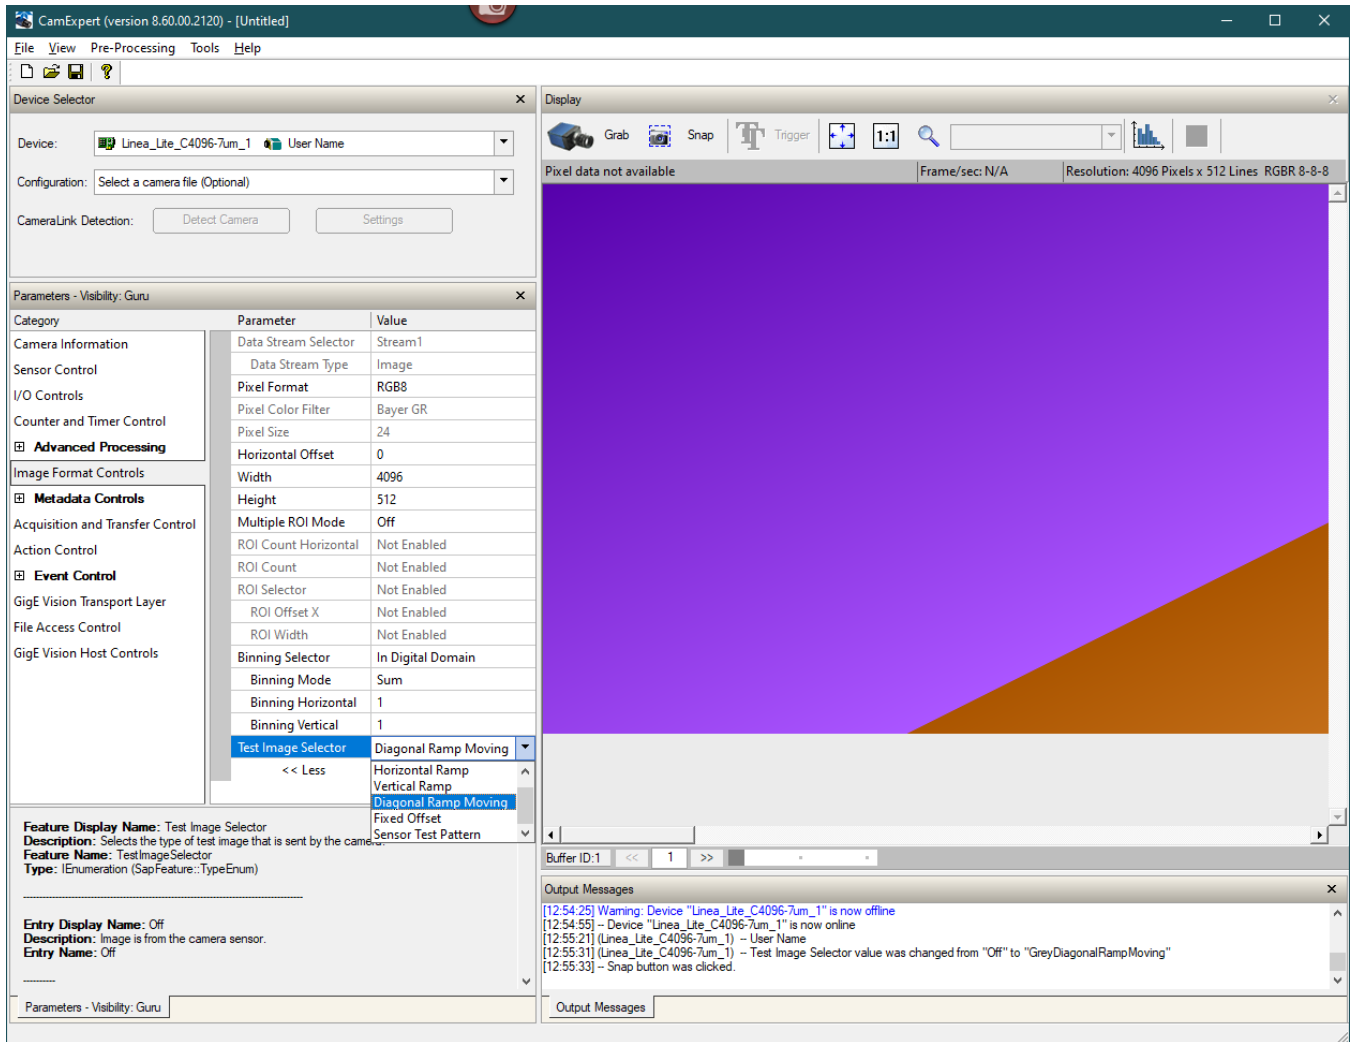 CamExpert (version 8.60.00.2120) - [Untitled]
File View Pre-Processing Tools Help
Device Selector
Device: Linea_Lite_C4096-7um_1 User Name
Configuration: Select a camera file (Optional)
CameraLink Detection: Detect Camera Settings
Parameters - Visibility: Guru
Category Parameter Value
Camera Information
Sensor Control
I/O Controls
Counter and Timer Control
Advanced Processing
Image Format Controls
Metadata Controls
Acquisition and Transfer Control
Action Control
Event Control
GigE Vision Transport Layer
File Access Control
GigE Vision Host Controls
Data Stream Selector Stream1
Data Stream Type Image
Pixel Format RGB8
Pixel Color Filter Bayer GR
Pixel Size 24
Horizontal Offset 0
Width 4096
Height 512
Multiple ROI Mode Off
ROI Count Horizontal Not Enabled
ROI Count Not Enabled
ROI Selector Not Enabled
ROI Offset X Not Enabled
ROI Width Not Enabled
Binning Selector In Digital Domain
Binning Mode Sum
Binning Horizontal 1
Binning Vertical 1
Test Image Selector Diagonal Ramp Moving
<< Less
Horizontal Ramp
Vertical Ramp
Diagonal Ramp Moving
Fixed Offset
Sensor Test Pattern
Feature Display Name: Test Image Selector
Description: Selects the type of test image that is sent by the camera.
Feature Name: TestImageSelector
Type: IEnumeration (SapFeature::TypeEnum)
Entry Display Name: Off
Description: Image is from the camera sensor.
Entry Name: Off
Parameters - Visibility: Guru
Display
Grab Snap Trigger 1:1
Pixel data not available Frame/sec: N/A Resolution: 4096 Pixels x 512 Lines RGBR 8-8-8
Buffer ID:1 << 1 >>
Output Messages
[12:54:25] Warning: Device "Linea_Lite_C4096-7um_1" is now offline
[12:54:55] -- Device "Linea_Lite_C4096-7um_1" is now online
[12:55:21] (Linea_Lite_C4096-7um_1) -- User Name
[12:55:31] (Linea_Lite_C4096-7um_1) -- Test Image Selector value was changed from "Off" to "GreyDiagonalRampMoving"
[12:55:33] -- Snap button was clicked.
Output Messages